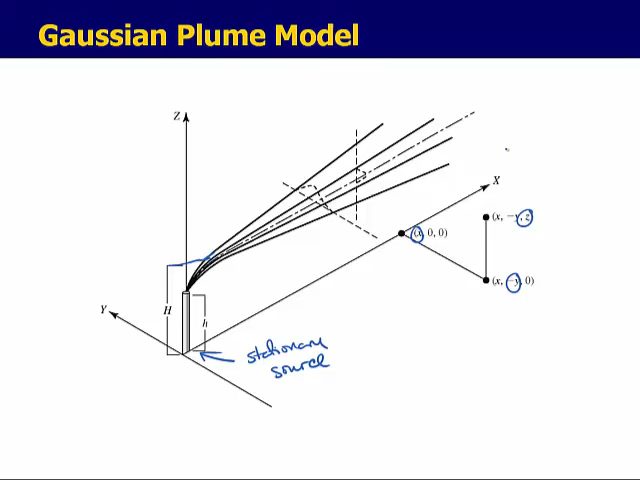 Gaussian Plume Model
Z
X
(x, −y, z)
(x, 0, 0)
(x, −y, 0)
Y
H
h
stationary
source